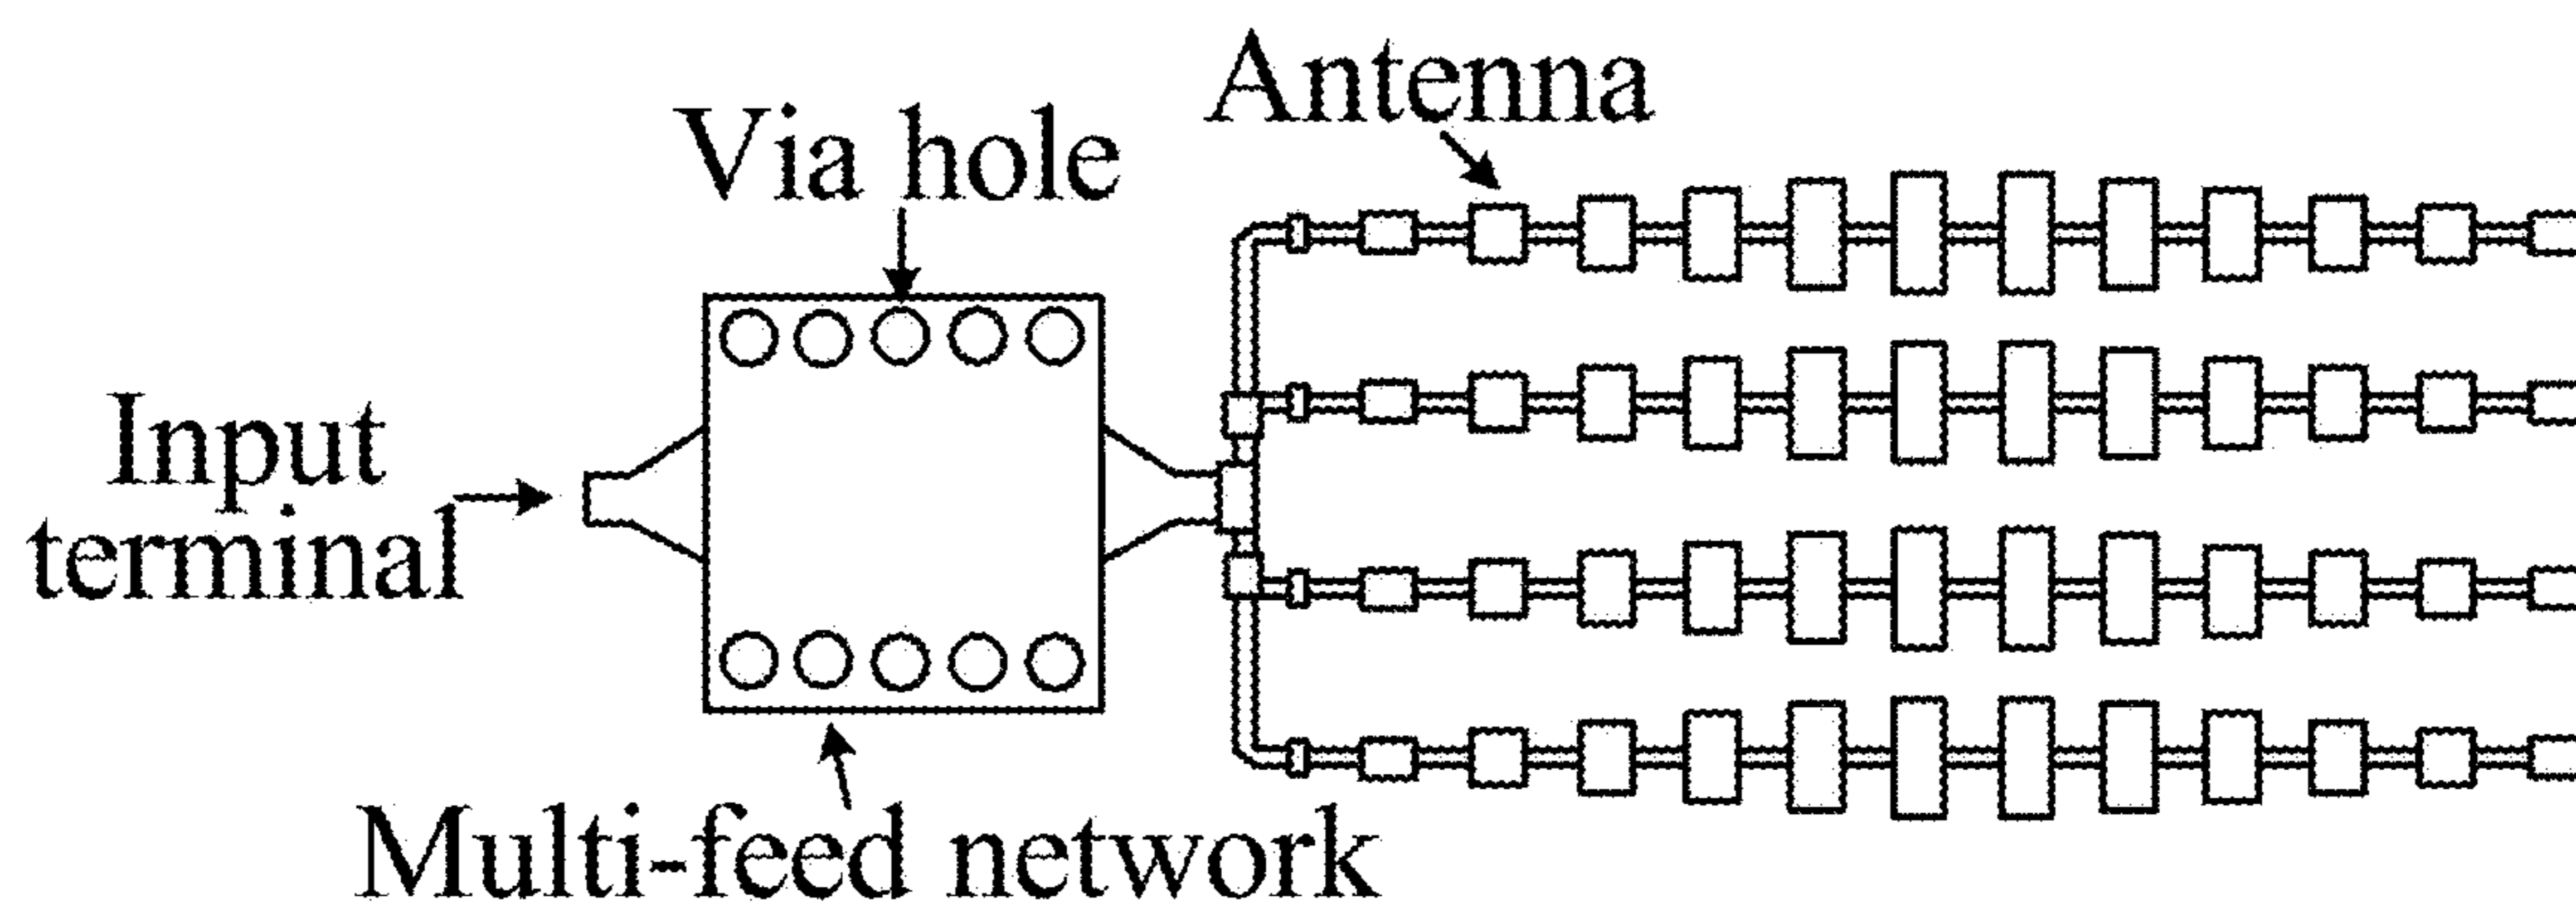 Antenna
Via hole
Input
terminal
Multi-feed network